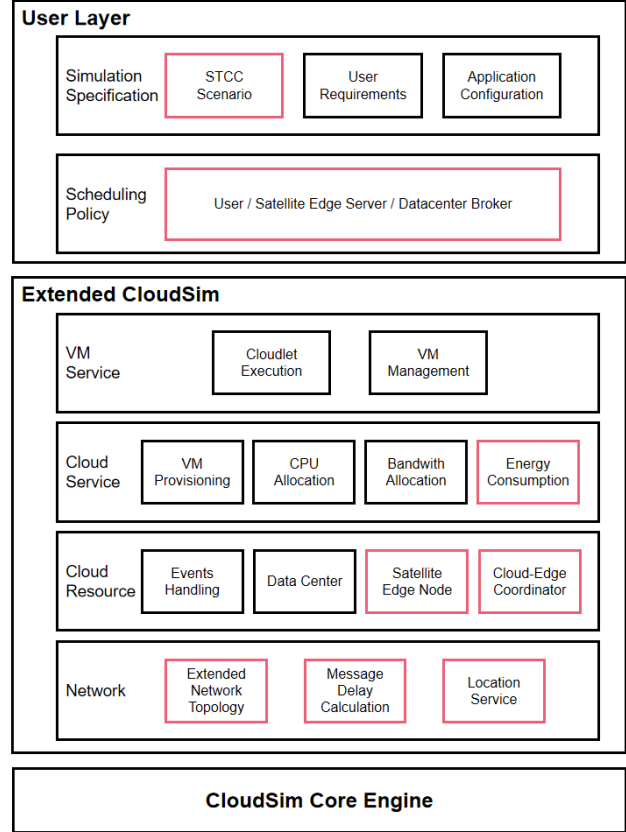 User Layer
Simulation
Specification
STCC
Scenario
User
Requirements
Application
Configuration
Scheduling
Policy
User / Satellite Edge Server / Datacenter Broker
Extended CloudSim
VM
Service
Cloudlet
Execution
VM
Management
Cloud
Service
VM
Provisioning
CPU
Allocation
Bandwith
Allocation
Energy
Consumption
Cloud
Resource
Events
Handling
Data Center
Satellite
Edge Node
Cloud-Edge
Coordinator
Network
Extended
Network
Topology
Message
Delay
Calculation
Location
Service
CloudSim Core Engine